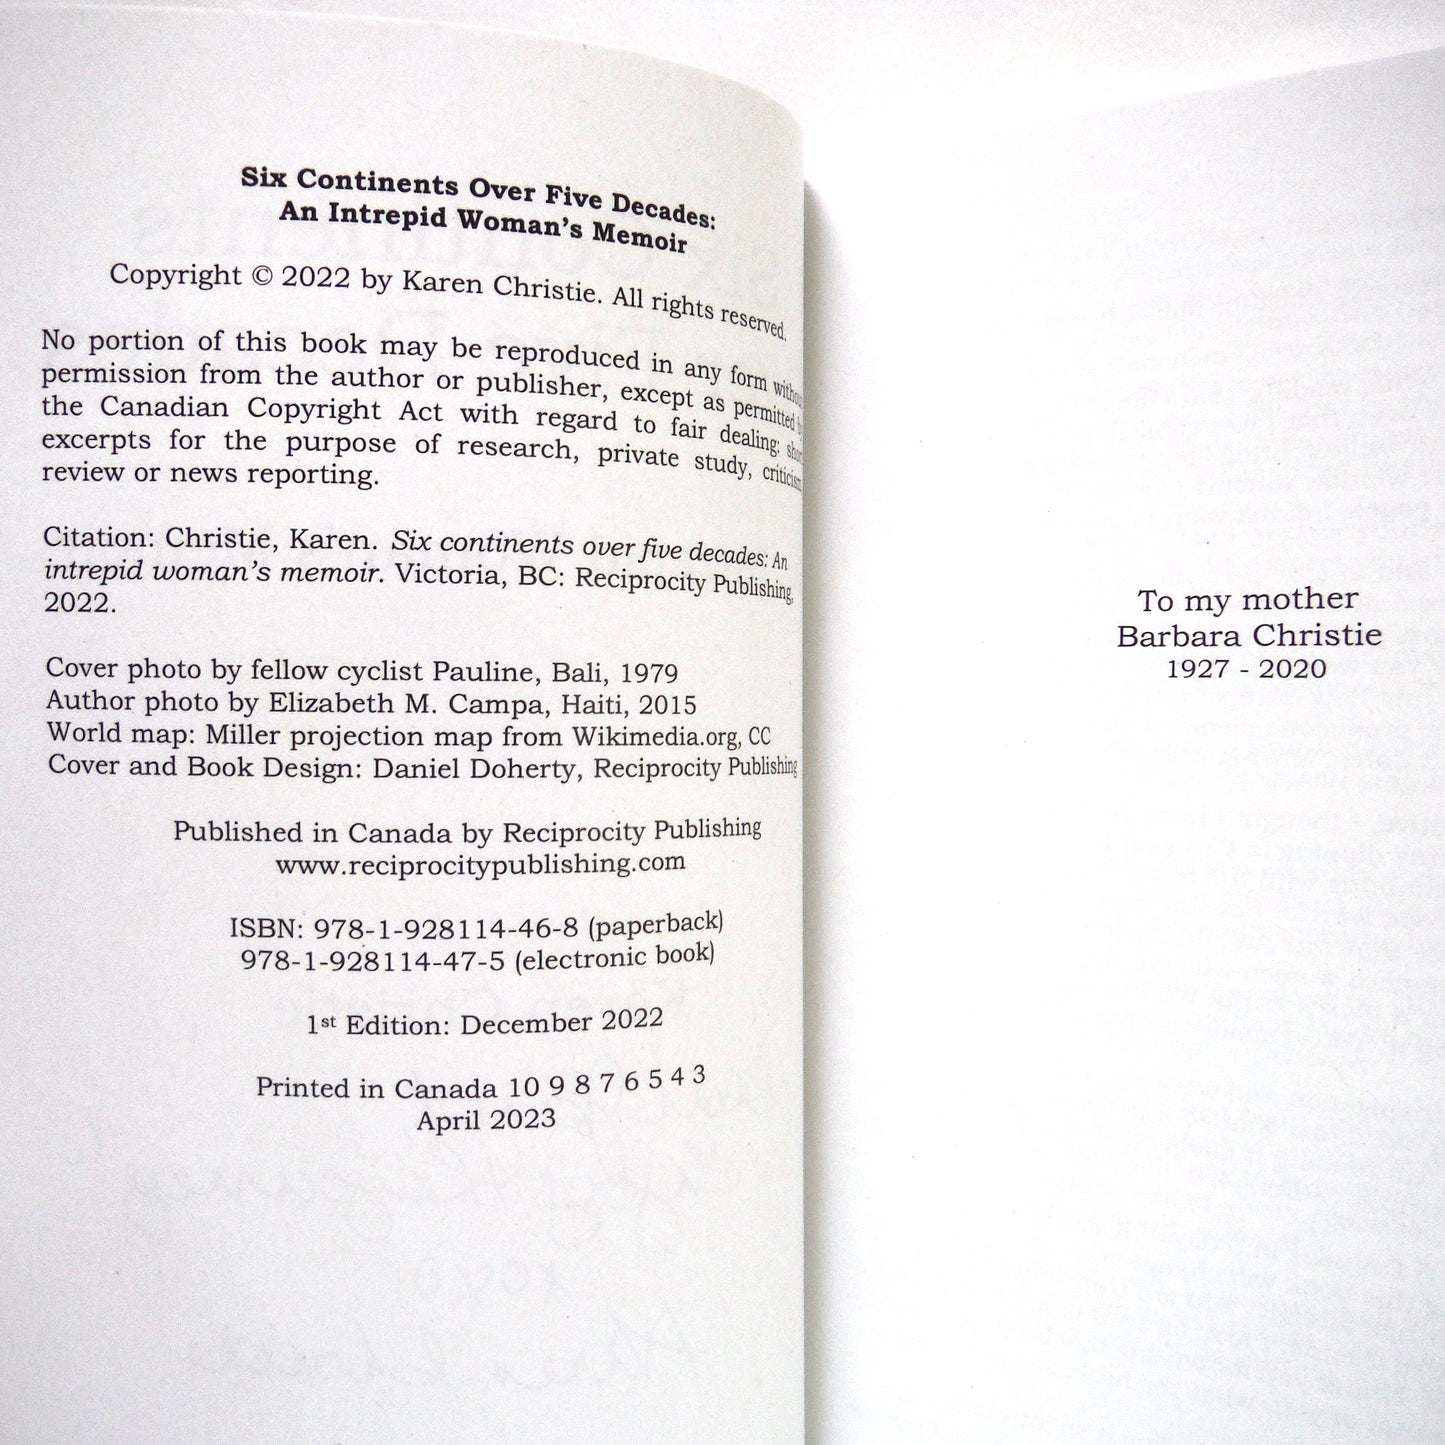 Six Continents Over Five Decades:
An Intrepid Woman's Memoir
Copyright © 2022 by Karen Christie. All rights reserved.
No portion of this book may be reproduced in any form without
permission from the author or publisher, except as permitted by
the Canadian Copyright Act with regard to fair dealing: short
excerpts for the purpose of research, private study, criticism,
review or news reporting.
Citation: Christie, Karen. Six continents over five decades: An
intrepid woman's memoir. Victoria, BC: Reciprocity Publishing,
2022.
Cover photo by fellow cyclist Pauline, Bali, 1979
Author photo by Elizabeth M. Campa, Haiti, 2015
World map: Miller projection map from Wikimedia.org, CC
Cover and Book Design: Daniel Doherty, Reciprocity Publishing
Published in Canada by Reciprocity Publishing
www.reciprocitypublishing.com
ISBN: 978-1-928114-46-8 (paperback)
978-1-928114-47-5 (electronic book)
1st Edition: December 2022
Printed in Canada 10 9 8 7 6 5 4 3
April 2023
To my mother
Barbara Christie
1927 - 2020